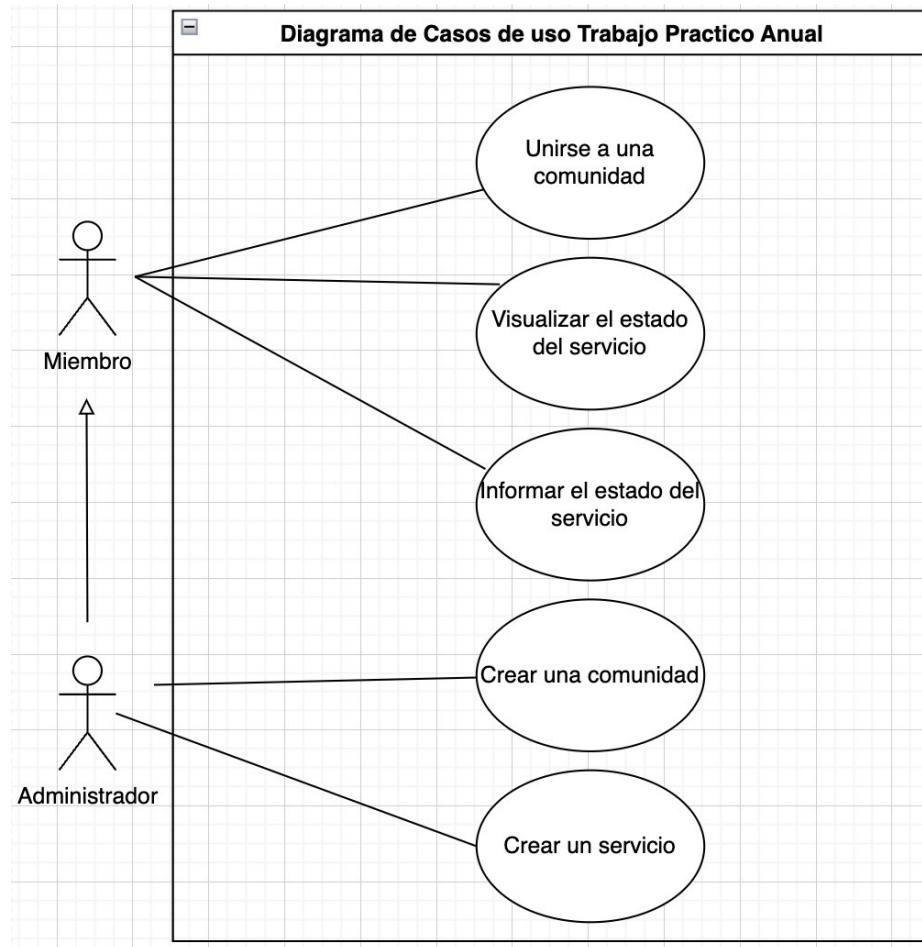 Diagrama de Casos de uso Trabajo Practico Anual
Unirse a una
comunidad
Visualizar el estado
del servicio
Miembro
Informar el estado del
servicio
Crear una comunidad
Administrador
Crear un servicio